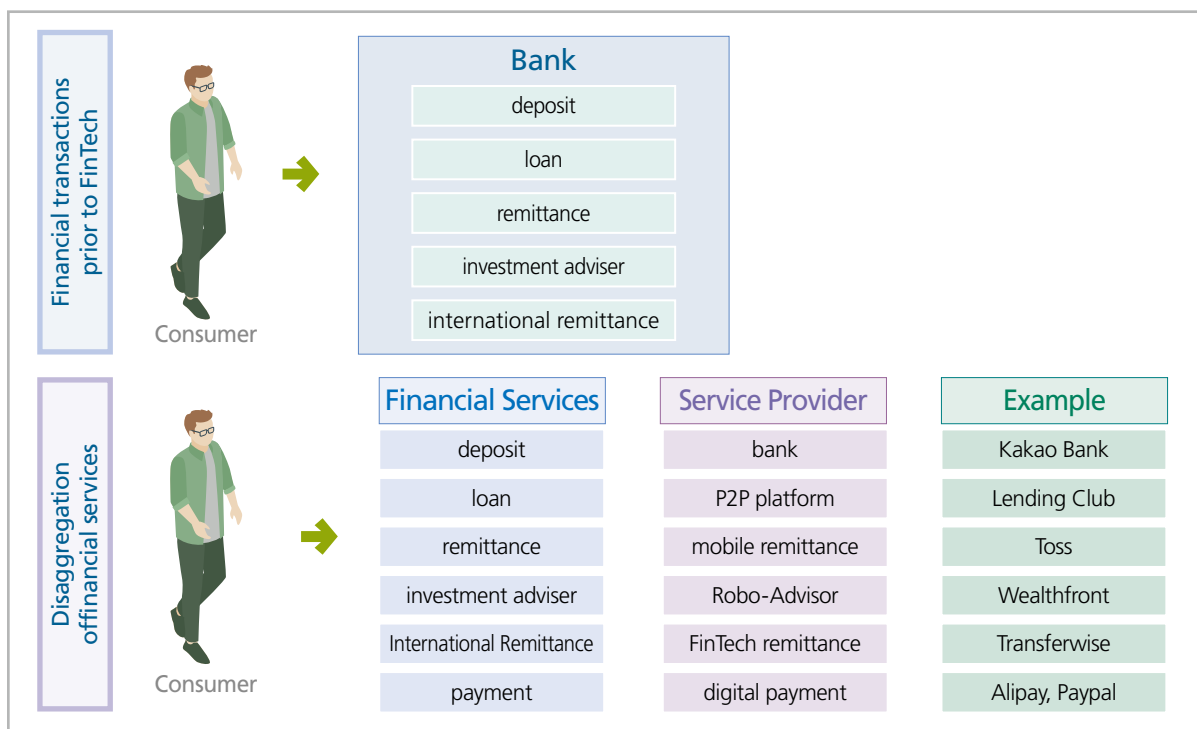 Financial transactions
prior to FinTech
Consumer
Bank
deposit
loan
remittance
investment adviser
international remittance
Disaggregation
offinancial services
Consumer
Financial Services
Service Provider
Example
deposit
bank
Kakao Bank
loan
P2P platform
Lending Club
remittance
mobile remittance
Toss
investment adviser
Robo-Advisor
Wealthfront
International Remittance
FinTech remittance
Transferwise
payment
digital payment
Alipay, Paypal